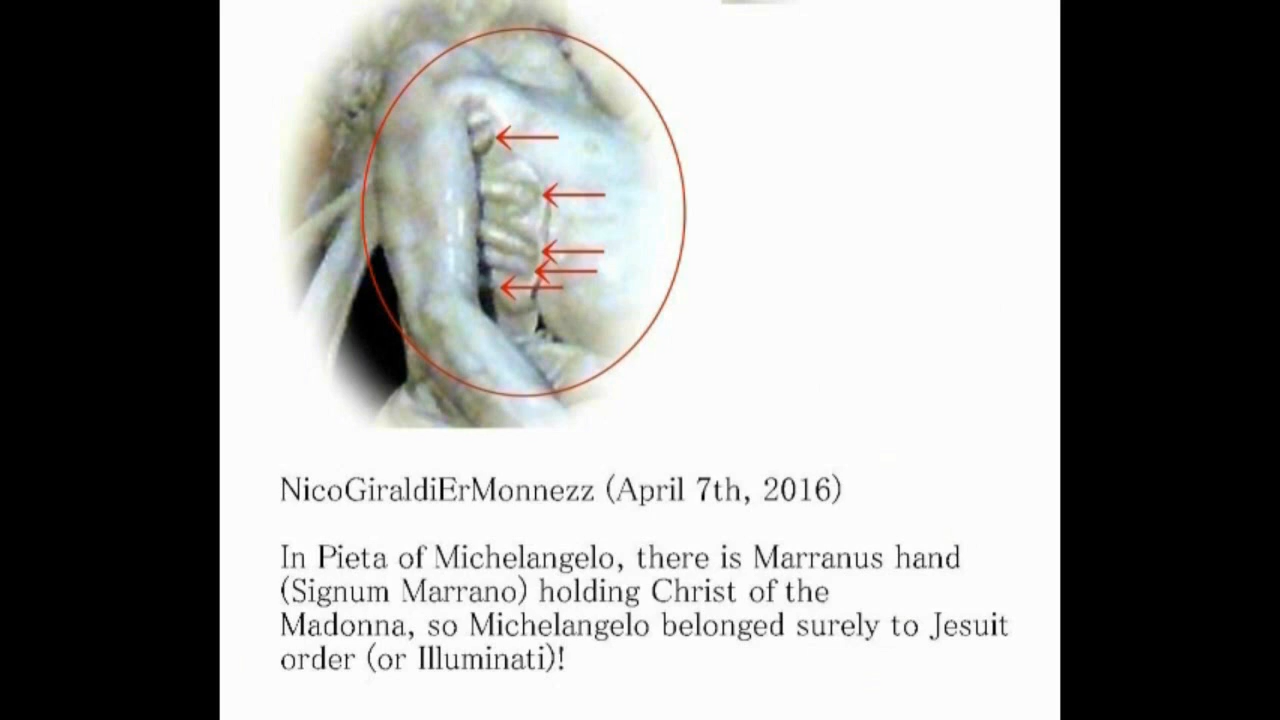 NicoGiraldiErMonnezz (April 7th, 2016)
In Pieta of Michelangelo, there is Marranus hand
(Signum Marrano) holding Christ of the
Madonna, so Michelangelo belonged surely to Jesuit
order (or Illuminati)!